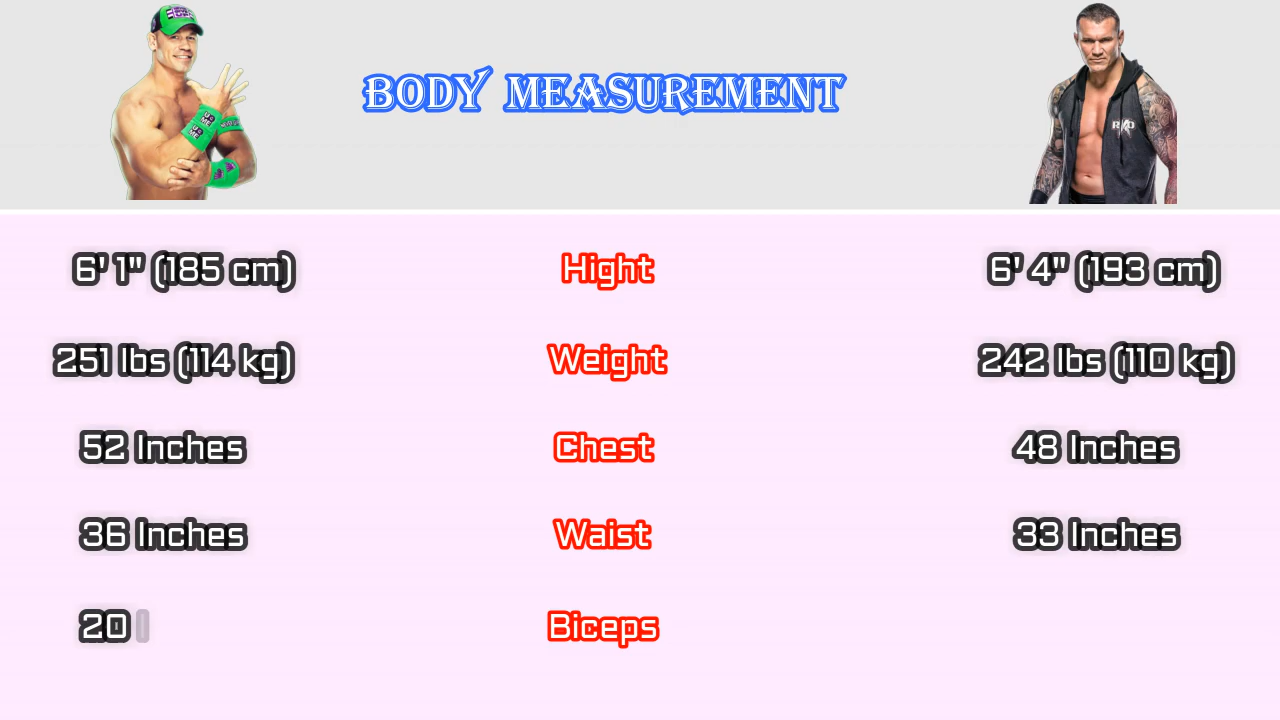 BODY MEASUREMENT
RKO
6' 1" (185 cm) Hight 6' 4" (193 cm)
251 lbs (114 kg) Weight 242 lbs (110 kg)
52 Inches Chest 48 Inches
36 Inches Waist 33 Inches
20 Biceps